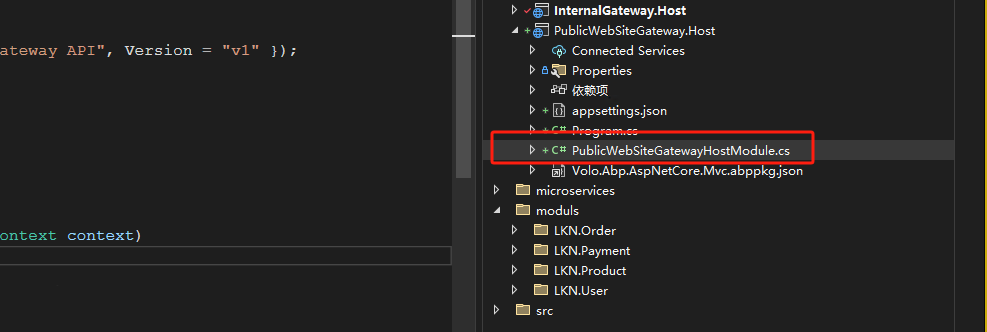 InternalGateway.Host
PublicWebSiteGateway.Host
ateway API", Version = "v1" });
Connected Services
Properties
依赖项
appsettings.json
C# Program.cs
C# PublicWebSiteGatewayHostModule.cs
Volo.Abp.AspNetCore.Mvc.abppkg.json
microservices
moduls
ontext context)
LKN.Order
LKN.Payment
LKN.Product
LKN.User
src